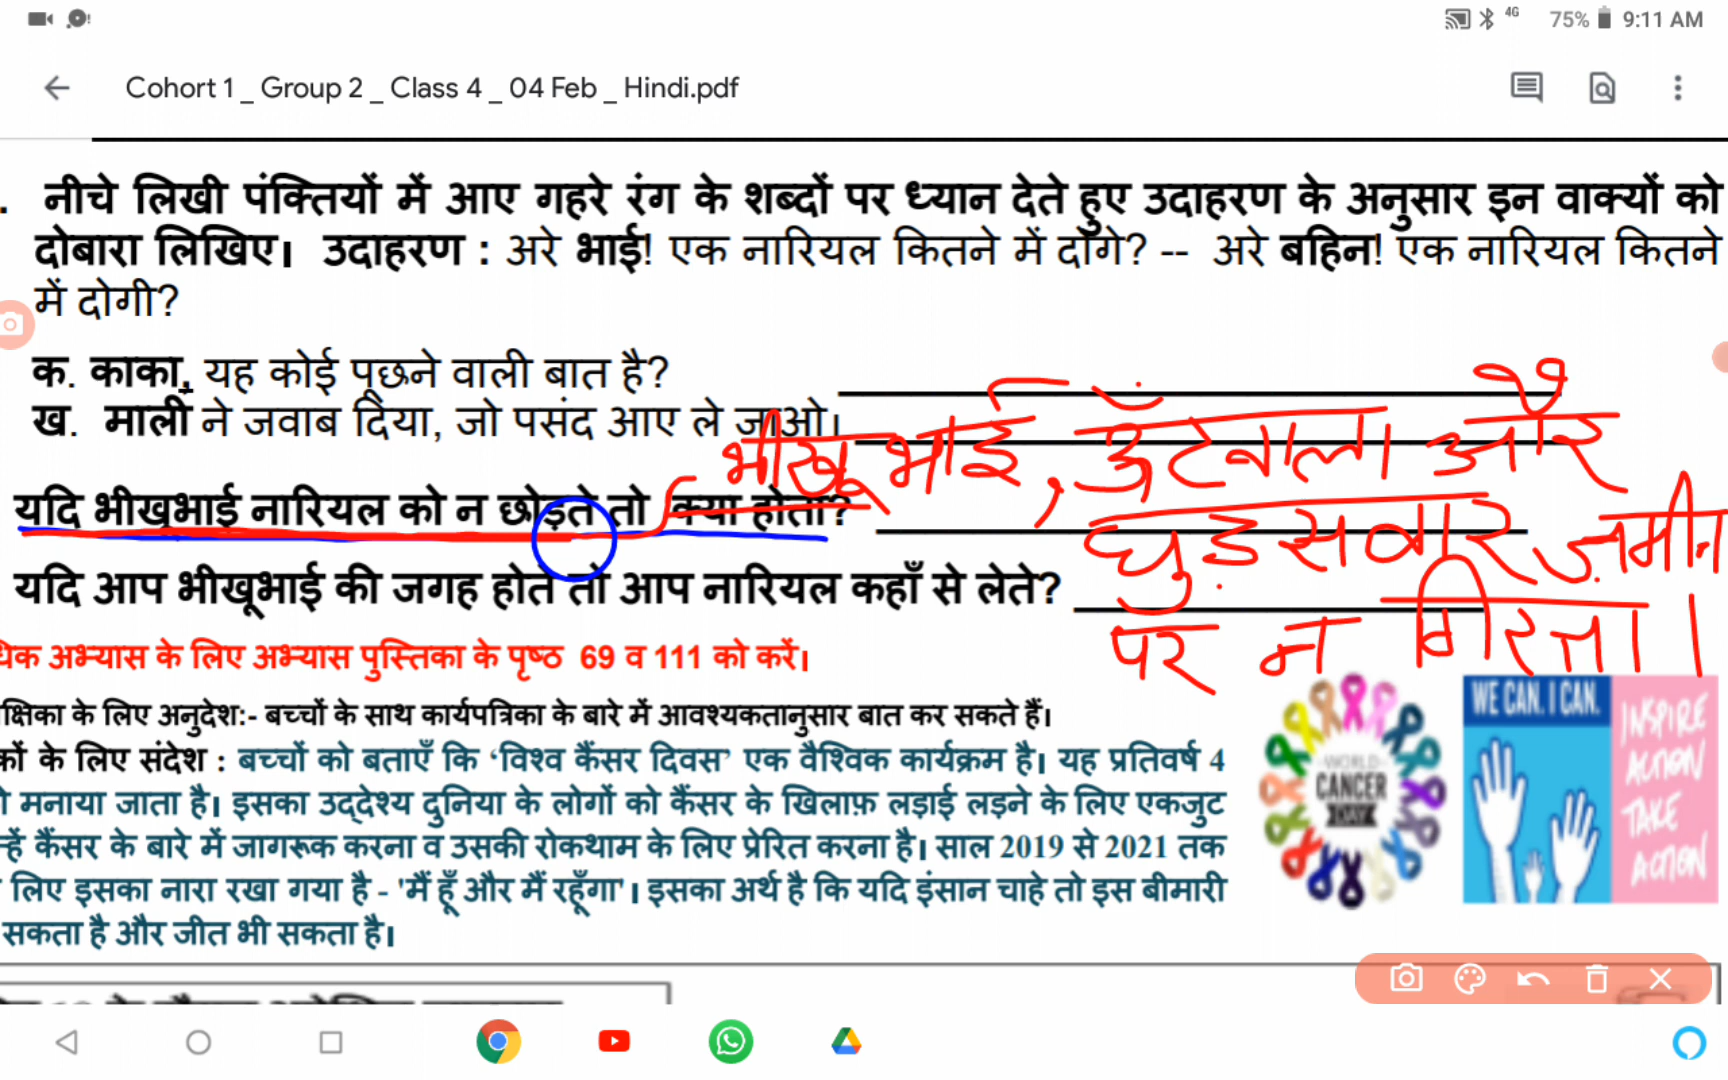 4G 75% 9:11 AM
Cohort 1 _ Group 2 _ Class 4 _ 04 Feb _ Hindi.pdf
. नीचे लिखी पंक्तियों में आए गहरे रंग के शब्दों पर ध्यान देते हुए उदाहरण के अनुसार इन वाक्यों को
दोबारा लिखिए। उदाहरण : अरे भाई! एक नारियल कितने में दोगे? -- अरे बहिन! एक नारियल कितने
में दोगी?
क. काका, यह कोई पूछने वाली बात है?
ख. माली ने जवाब दिया, जो पसंद आए ले जाओ।
भीखू भाई, ऊँटवाला और
यदि भीखुभाई नारियल को न छोड़ते तो क्या होता?
घुड़सवार ज़मीन
यदि आप भीखूभाई की जगह होते तो आप नारियल कहाँ से लेते?
पर न गिरता।
धिक अभ्यास के लिए अभ्यास पुस्तिका के पृष्ठ 69 व 111 को करें।
क्षिका के लिए अनुदेश:- बच्चों के साथ कार्यपत्रिका के बारे में आवश्यकतानुसार बात कर सकते हैं।
कों के लिए संदेश : बच्चों को बताएँ कि ‘विश्व कैंसर दिवस’ एक वैश्विक कार्यक्रम है। यह प्रतिवर्ष 4
मनाया जाता है। इसका उद्देश्य दुनिया के लोगों को कैंसर के खिलाफ़ लड़ाई लड़ने के लिए एकजुट
न्हें कैंसर के बारे में जागरूक करना व उसकी रोकथाम के लिए प्रेरित करना है। साल 2019 से 2021 तक
लिए इसका नारा रखा गया है - 'मैं हूँ और मैं रहूँगा'। इसका अर्थ है कि यदि इंसान चाहे तो इस बीमारी
सकता है और जीत भी सकता है।
WORLD
CANCER
DAY
WE CAN. I CAN.
INSPIRE
ACTION
TAKE
ACTION